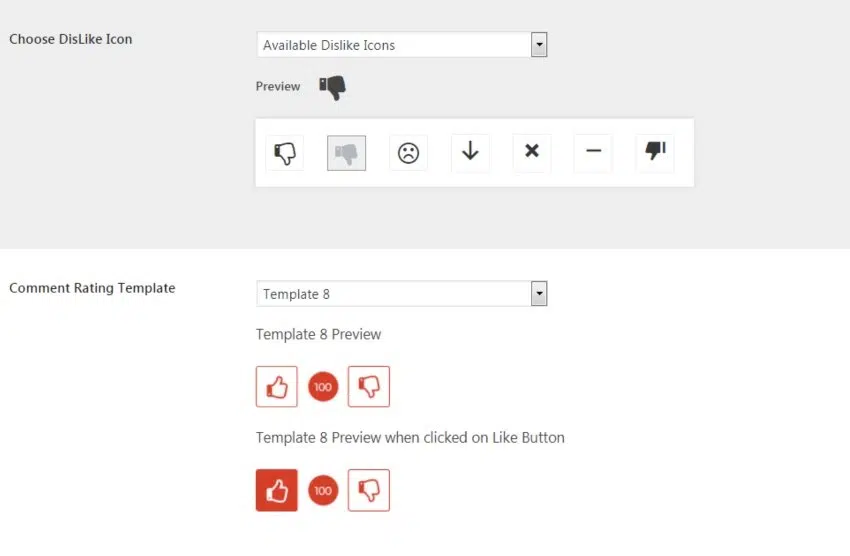 Choose DisLike Icon
Available Dislike Icons
Preview
Comment Rating Template
Template 8
Template 8 Preview
100
Template 8 Preview when clicked on Like Button
100